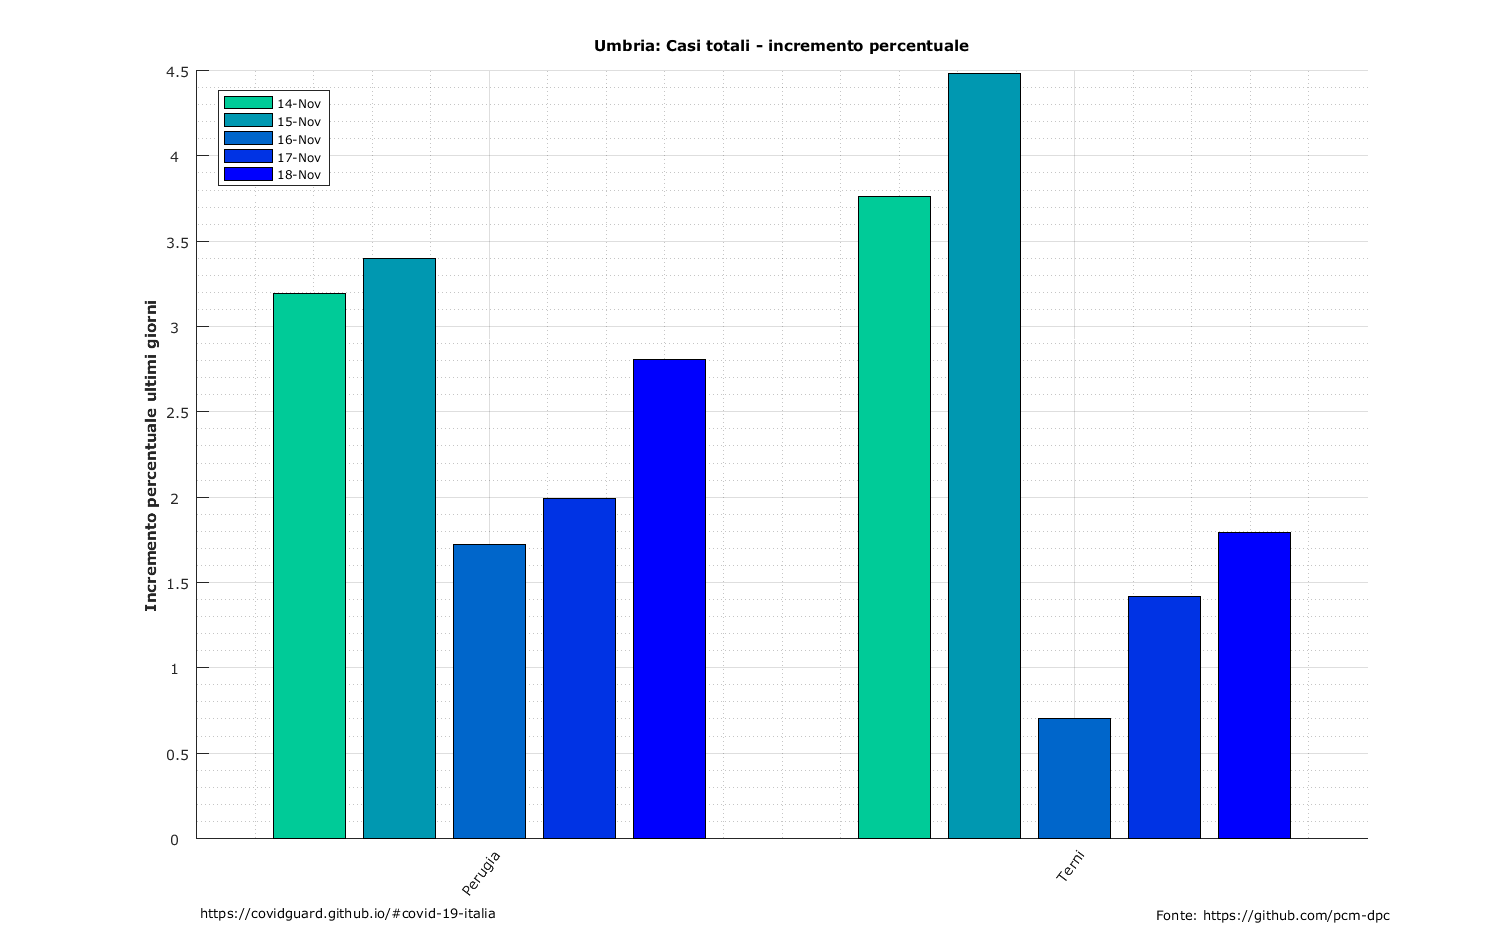 Umbria: Casi totali - incremento percentuale
14-Nov
15-Nov
16-Nov
17-Nov
18-Nov
4.5
4
3.5
3
2.5
2
1.5
1
0.5
0
Incremento percentuale ultimi giorni
Perugia
Terni
https://covidguard.github.io/#covid-19-italia
Fonte: https://github.com/pcm-dpc